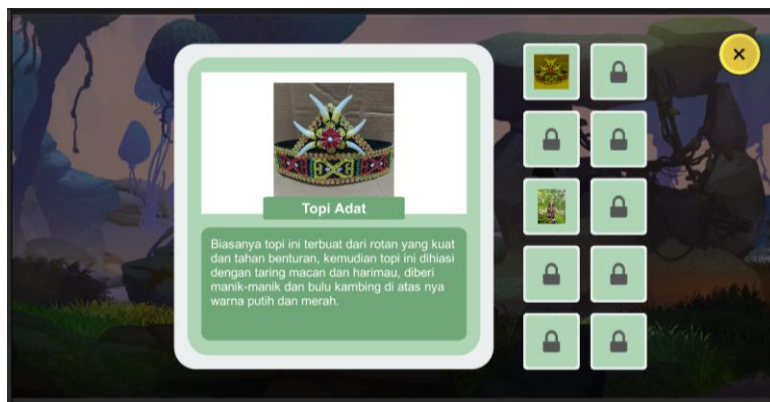 Topi Adat
Biasanya topi ini terbuat dari rotan yang kuat
dan tahan benturan, kemudian topi ini dihiasi
dengan taring macan dan harimau, diberi
manik-manik dan bulu kambing di atas nya
warna putih dan merah.